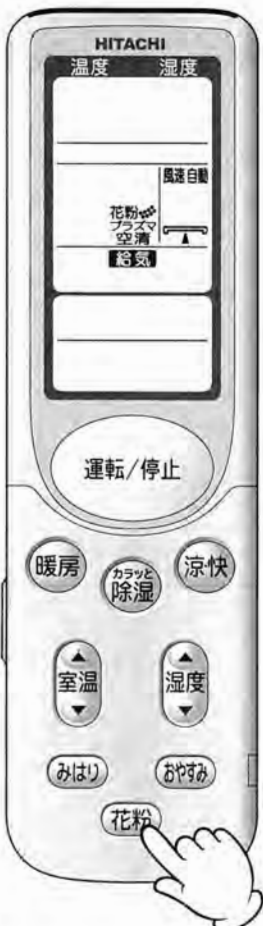 HITACHI
温度 湿度
風速自動
花粉
プラズマ
空清
給気
運転/停止
暖房
カラッと
除湿
涼快
室温
湿度
みはり
おやすみ
花粉